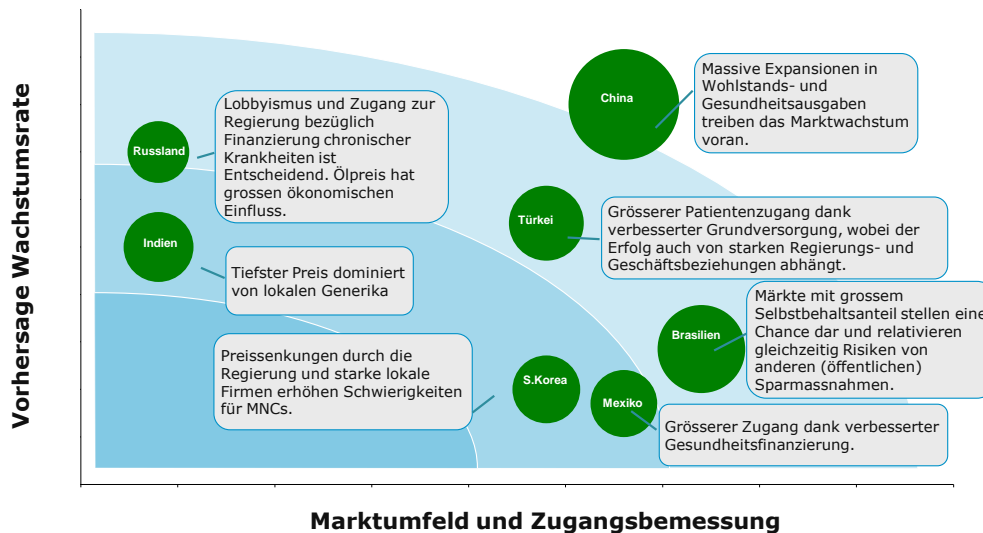 Vorhersage Wachstumsrate
China
Massive Expansionen in
Wohlstands- und
Gesundheitsausgaben
treiben das Marktwachstum
voran.
Russland
Lobbyismus und Zugang zur
Regierung bezüglich
Finanzierung chronischer
Krankheiten ist
Entscheidend. Ölpreis hat
grossen ökonomischen
Einfluss.
Türkei
Grösserer Patientenzugang dank
verbesserter Grundversorgung, wobei der
Erfolg auch von starken Regierungs- und
Geschäftsbeziehungen abhängt.
Indien
Tiefster Preis dominiert
von lokalen Generika
Brasilien
Märkte mit grossem
Selbstbehaltsanteil stellen eine
Chance dar und relativieren
gleichzeitig Risiken von
anderen (öffentlichen)
Sparmassnahmen.
Preissenkungen durch die
Regierung und starke lokale
Firmen erhöhen Schwierigkeiten
für MNCs.
S.Korea
Mexiko
Grösserer Zugang dank verbesserter
Gesundheitsfinanzierung.
Marktumfeld und Zugangsbemessung